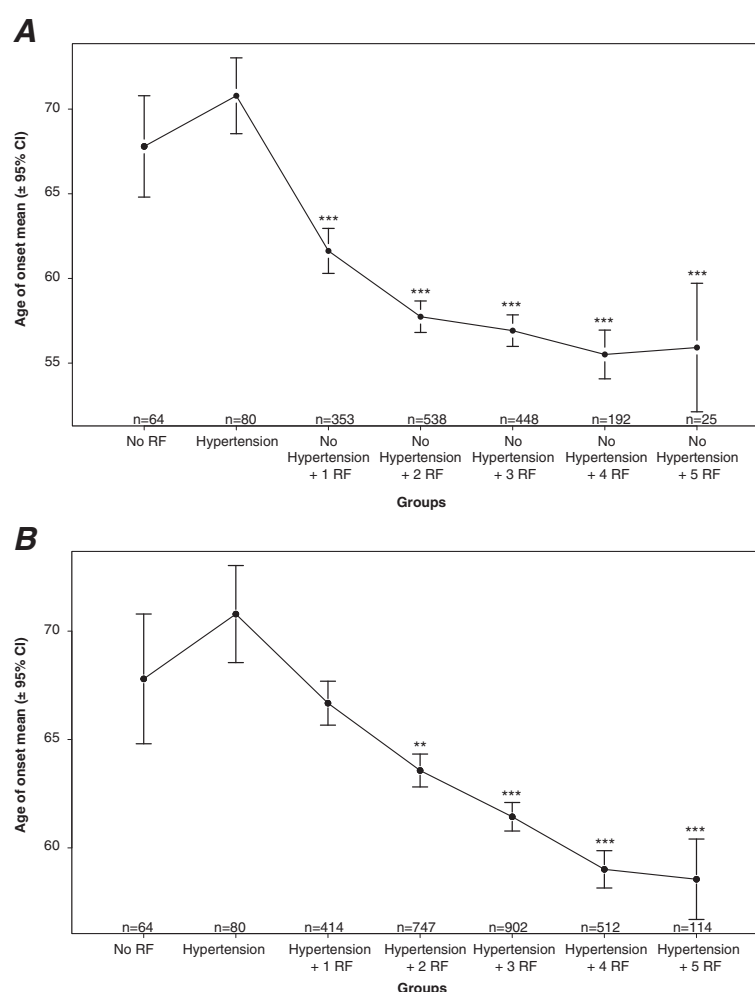 A
Age of onset mean (± 95% CI)
70
65
60
55
***
***
***
***
***
n=64 n=80 n=353 n=538 n=448 n=192 n=25
No RF Hypertension No No No No No
Hypertension Hypertension Hypertension Hypertension Hypertension
+ 1 RF + 2 RF + 3 RF + 4 RF + 5 RF
Groups
B
Age of onset mean (± 95% CI)
70
65
60
**
***
***
***
n=64 n=80 n=414 n=747 n=902 n=512 n=114
No RF Hypertension Hypertension Hypertension Hypertension Hypertension Hypertension
+ 1 RF + 2 RF + 3 RF + 4 RF + 5 RF
Groups